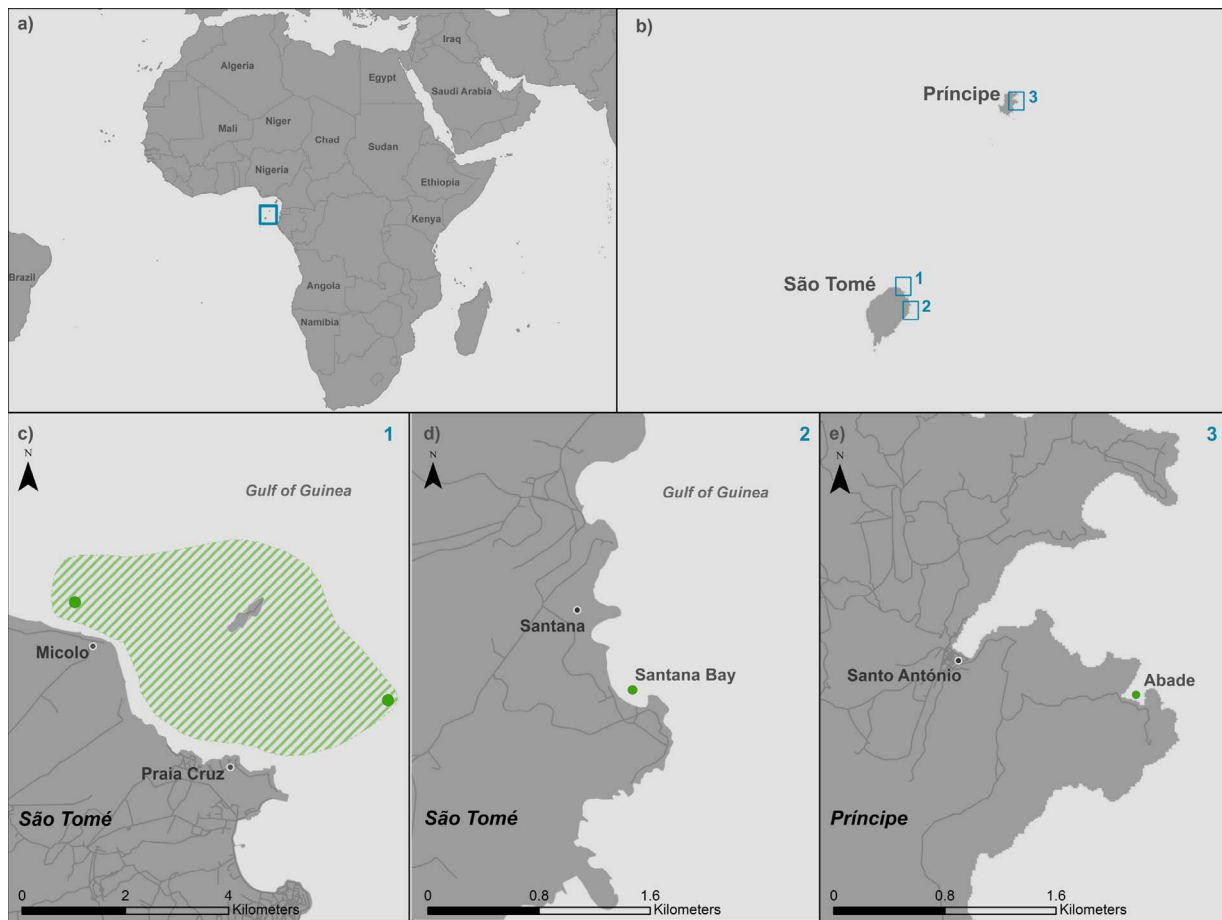 a)
Iraq
Algeria
Egypt
Saudi Arabia
Mali
Niger
Chad
Sudan
Nigeria
Ethiopia
Kenya
Brazil
Angola
Namibia
b)
Príncipe
3
São Tomé
1
2
c)
1
N
Gulf of Guinea
Micolo
Praia Cruz
São Tomé
0 2 4
Kilometers
d)
2
N
Gulf of Guinea
Santana
Santana Bay
São Tomé
0 0.8 1.6
Kilometers
e)
3
N
Santo António
Abade
Príncipe
0 0.8 1.6
Kilometers